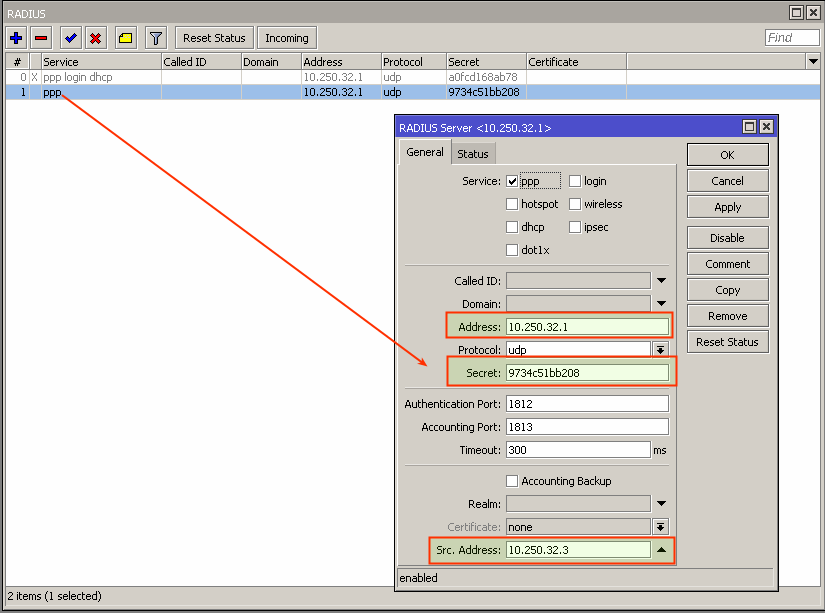 RADIUS
Reset Status Incoming Find
# Service Called ID Domain Address Protocol Secret Certificate
0 X ppp login dhcp 10.250.32.1 udp a0fcd168ab78
1 ppp 10.250.32.1 udp 9734c51bb208
RADIUS Server <10.250.32.1>
General Status
Service: ppp login
hotspot wireless
dhcp ipsec
dot1x
Called ID:
Domain:
Address: 10.250.32.1
Protocol: udp
Secret: 9734c51bb208
Authentication Port: 1812
Accounting Port: 1813
Timeout: 300 ms
Accounting Backup
Realm:
Certificate: none
Src. Address: 10.250.32.3
enabled
OK
Cancel
Apply
Disable
Comment
Copy
Remove
Reset Status
2 items (1 selected)